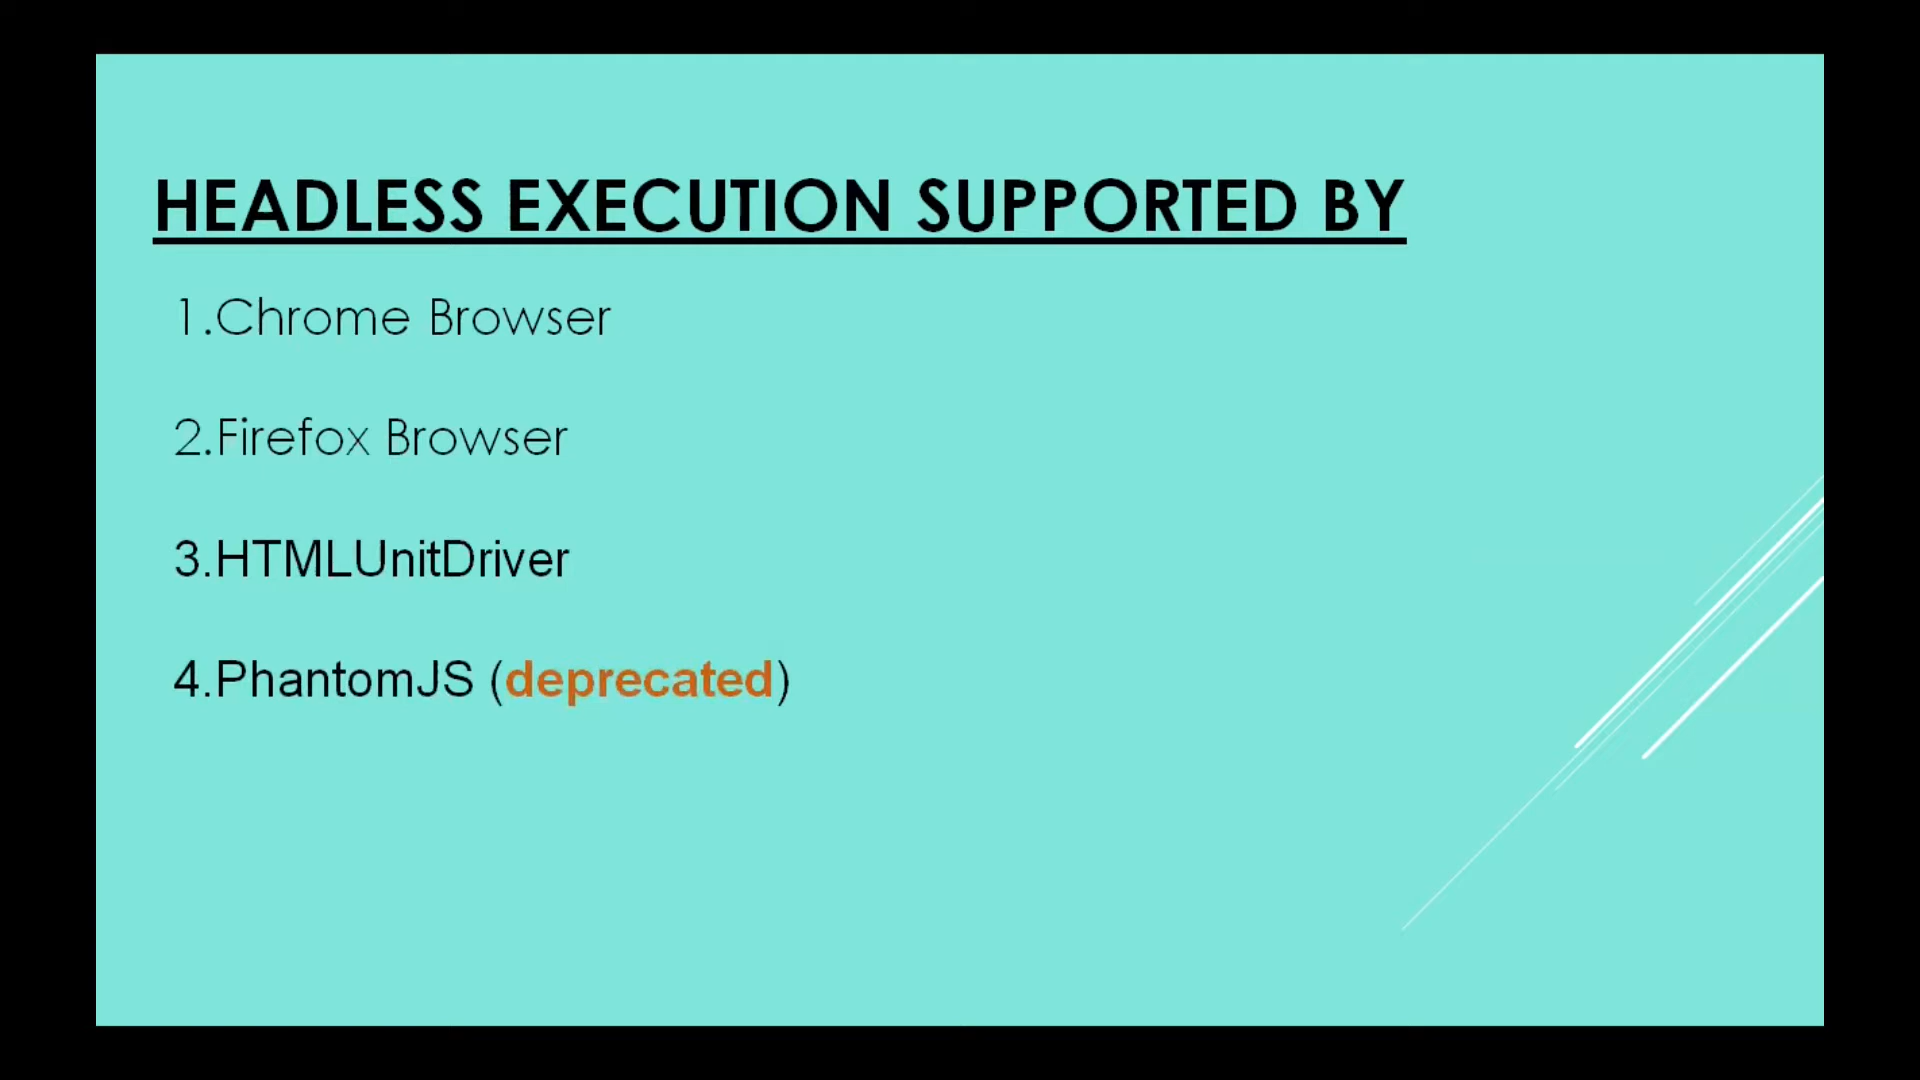 HEADLESS EXECUTION SUPPORTED BY
1.Chrome Browser
2.Firefox Browser
3.HTMLUnitDriver
4.PhantomJS (deprecated)